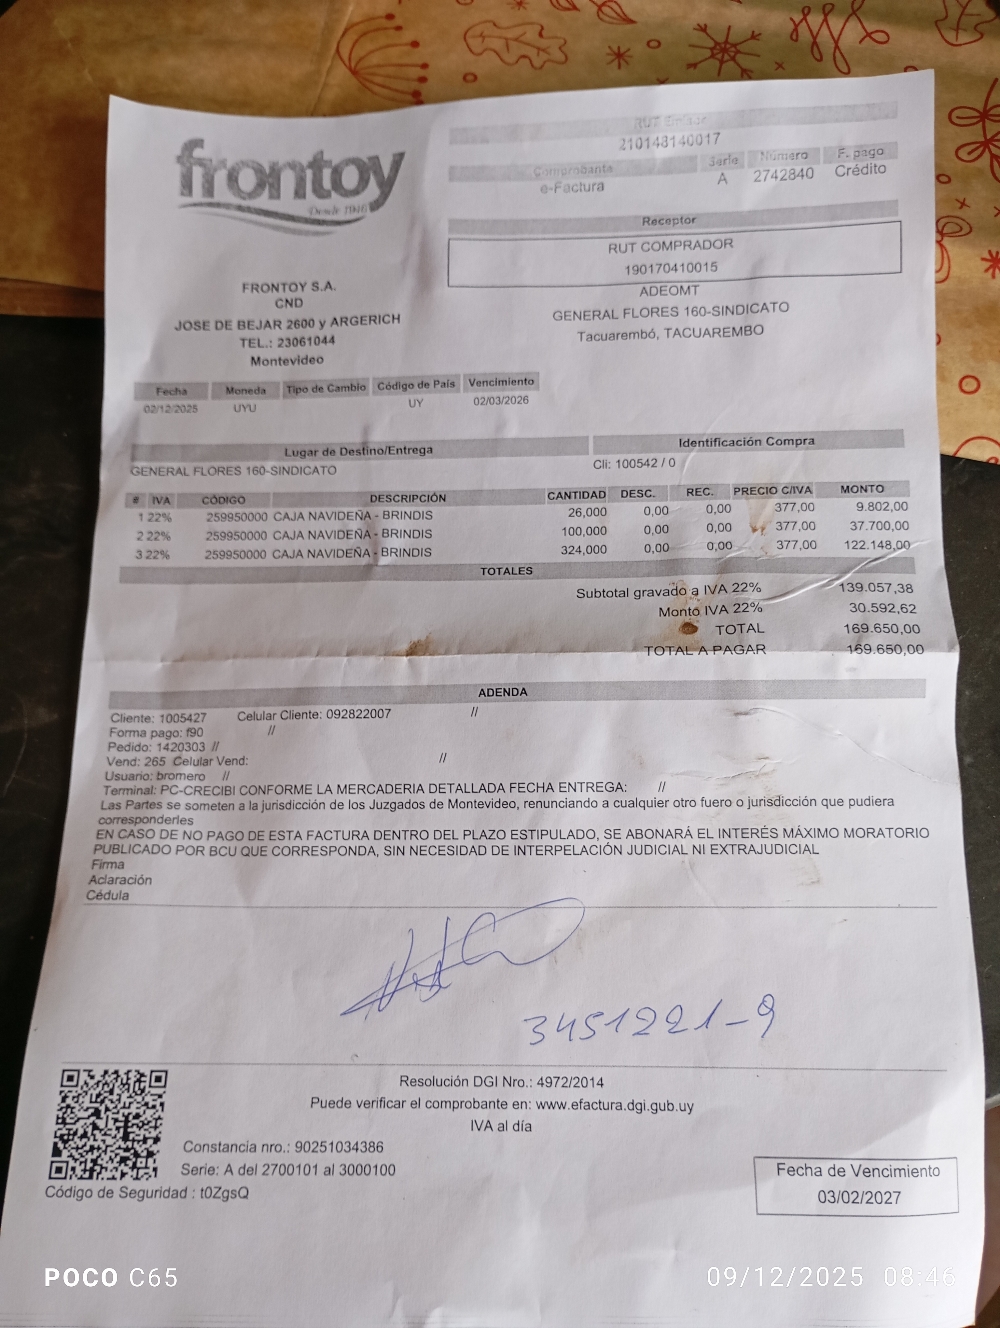 frontoy
Desde 1946
RUT Emisor
210148140017
Comprobante Serie Número F. pago
e-Factura A 2742840 Crédito
Receptor
RUT COMPRADOR
190170410015
ADEOMT
GENERAL FLORES 160-SINDICATO
Tacuarembó, TACUAREMBO
FRONTOY S.A.
CND
JOSE DE BEJAR 2600 y ARGERICH
TEL.: 23061044
Montevideo
Fecha Moneda Tipo de Cambio Código de País Vencimiento
02/12/2025 UYU UY 02/03/2026
Lugar de Destino/Entrega Identificación Compra
GENERAL FLORES 160-SINDICATO Cli: 100542 / 0
# IVA CÓDIGO DESCRIPCIÓN CANTIDAD DESC. REC. PRECIO C/IVA MONTO
1 22% 259950000 CAJA NAVIDEÑA - BRINDIS 26,000 0,00 0,00 377,00 9.802,00
2 22% 259950000 CAJA NAVIDEÑA - BRINDIS 100,000 0,00 0,00 377,00 37.700,00
3 22% 259950000 CAJA NAVIDEÑA - BRINDIS 324,000 0,00 0,00 377,00 122.148,00
TOTALES
Subtotal gravado a IVA 22% 139.057,38
Monto IVA 22% 30.592,62
TOTAL 169.650,00
TOTAL A PAGAR 169.650,00
ADENDA
Cliente: 1005427 Celular Cliente: 092822007 //
Forma pago: f90 //
Pedido: 1420303 //
Vend: 265 Celular Vend: //
Usuario: bromero //
Terminal: PC-CRECIBI CONFORME LA MERCADERIA DETALLADA FECHA ENTREGA: //
Las Partes se someten a la jurisdicción de los Juzgados de Montevideo, renunciando a cualquier otro fuero o jurisdicción que pudiera
corresponderles
EN CASO DE NO PAGO DE ESTA FACTURA DENTRO DEL PLAZO ESTIPULADO, SE ABONARÁ EL INTERÉS MÁXIMO MORATORIO
PUBLICADO POR BCU QUE CORRESPONDA, SIN NECESIDAD DE INTERPELACIÓN JUDICIAL NI EXTRAJUDICIAL
Firma
Aclaración
Cédula
3451221-9
Resolución DGI Nro.: 4972/2014
Puede verificar el comprobante en: www.efactura.dgi.gub.uy
IVA al día
Constancia nro.: 90251034386
Serie: A del 2700101 al 3000100
Código de Seguridad : t0ZgsQ
Fecha de Vencimiento
03/02/2027
POCO C65
09/12/2025 08:46